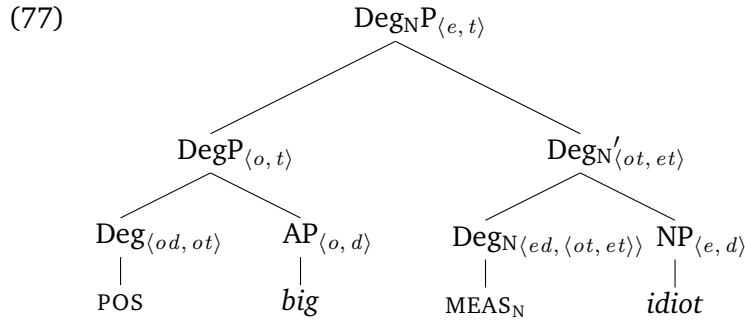 (77) Deg_NP_⟨e, t⟩
DegP_⟨o, t⟩ Deg_N′_⟨ot, et⟩
Deg_⟨od, ot⟩ AP_⟨o, d⟩ Deg_N⟨ed, ⟨ot, et⟩⟩ NP_⟨e, d⟩
POS big MEAS_N idiot